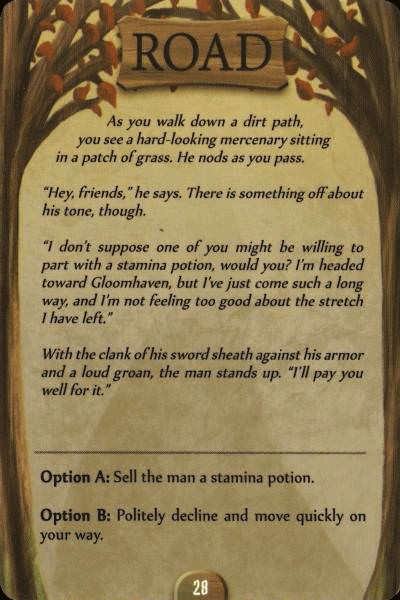 ROAD
As you walk down a dirt path,
you see a hard-looking mercenary sitting
in a patch of grass. He nods as you pass.
“Hey, friends,” he says. There is something off about
his tone, though.
“I don’t suppose one of you might be willing to
part with a stamina potion, would you? I’m headed
toward Gloomhaven, but I’ve just come such a long
way, and I’m not feeling too good about the stretch
I have left.”
With the clank of his sword sheath against his armor
and a loud groan, the man stands up. “I’ll pay you
well for it.”
Option A: Sell the man a stamina potion.
Option B: Politely decline and move quickly on
your way.
28